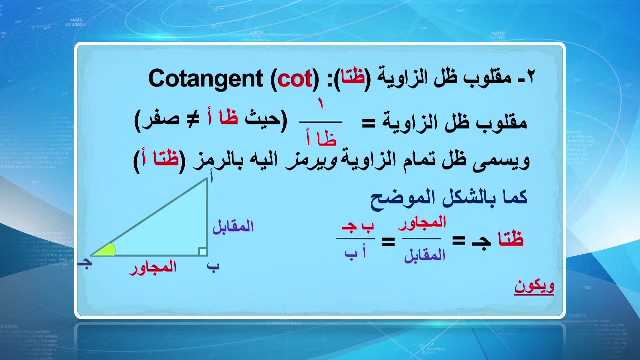 ٢- مقلوب ظل الزاوية (ظتا): Cotangent (cot)
مقلوب ظل الزاوية = ١ / ظا أ (حيث ظا أ ≠ صفر)
ويسمى ظل تمام الزاوية ويرمز اليه بالرمز (ظتا أ)
كما بالشكل الموضح
ظتا جـ = المجاور / المقابل = ب جـ / أ ب
ويكون
أ
المقابل
جـ
المجاور
ب